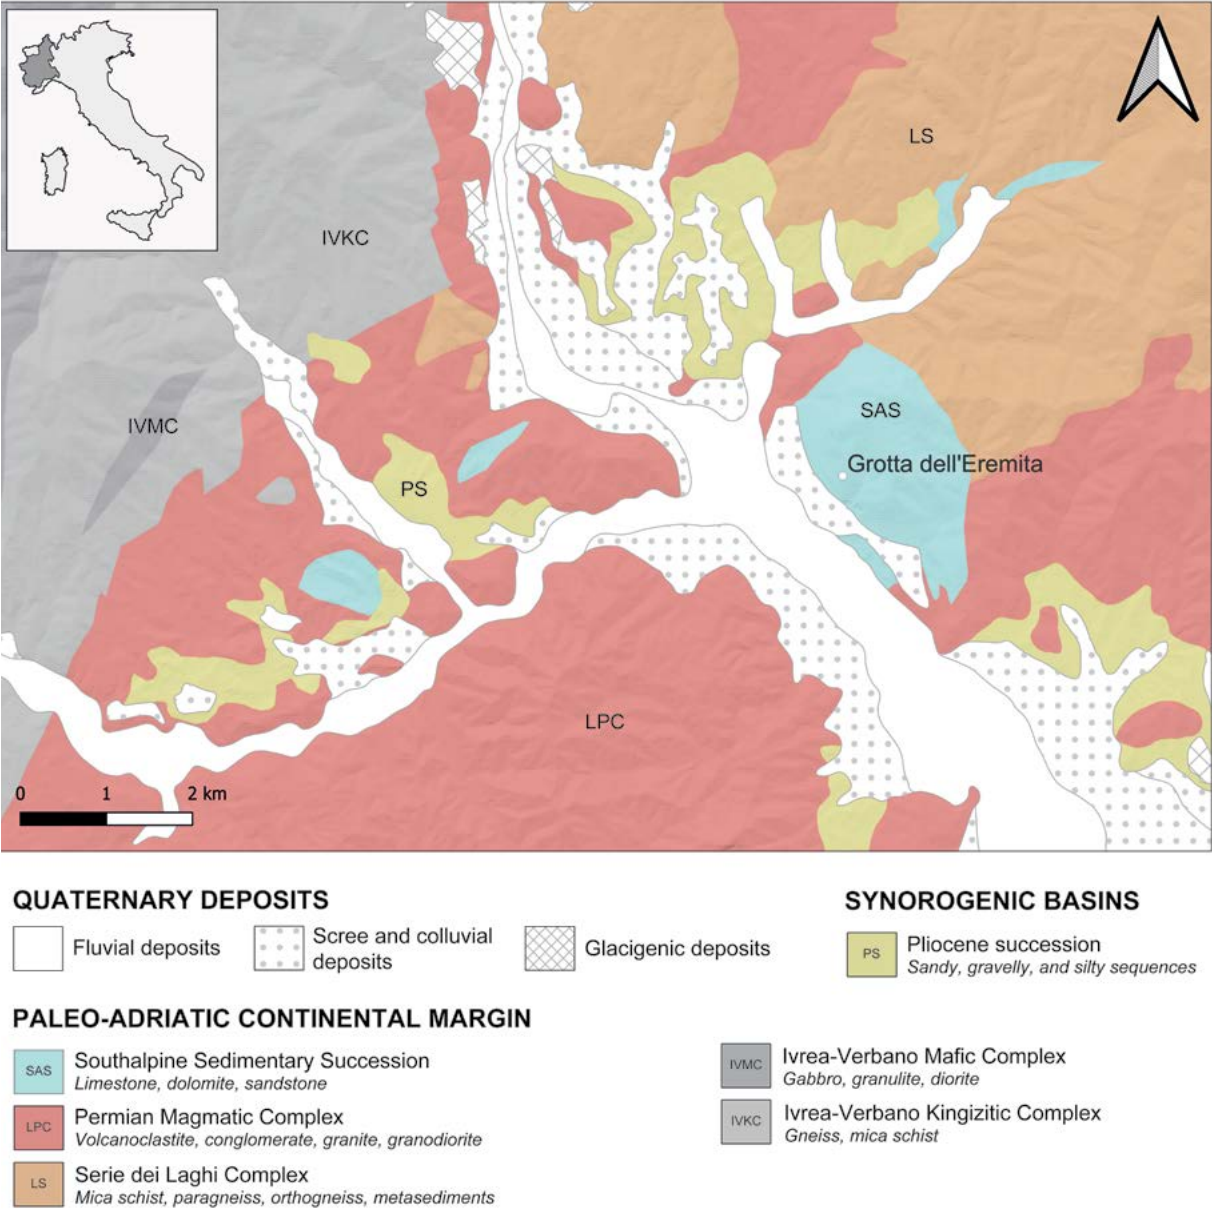 LS
IVKC
SAS
IVMC
Grotta dell'Eremita
PS
LPC
0 1 2 km
QUATERNARY DEPOSITS
Fluvial deposits
Scree and colluvial
deposits
Glacigenic deposits
SYNOROGENIC BASINS
PS
Pliocene succession
Sandy, gravelly, and silty sequences
PALEO-ADRIATIC CONTINENTAL MARGIN
SAS
Southalpine Sedimentary Succession
Limestone, dolomite, sandstone
LPC
Permian Magmatic Complex
Volcanoclastite, conglomerate, granite, granodiorite
LS
Serie dei Laghi Complex
Mica schist, paragneiss, orthogneiss, metasediments
IVMC
Ivrea-Verbano Mafic Complex
Gabbro, granulite, diorite
IVKC
Ivrea-Verbano Kingizitic Complex
Gneiss, mica schist